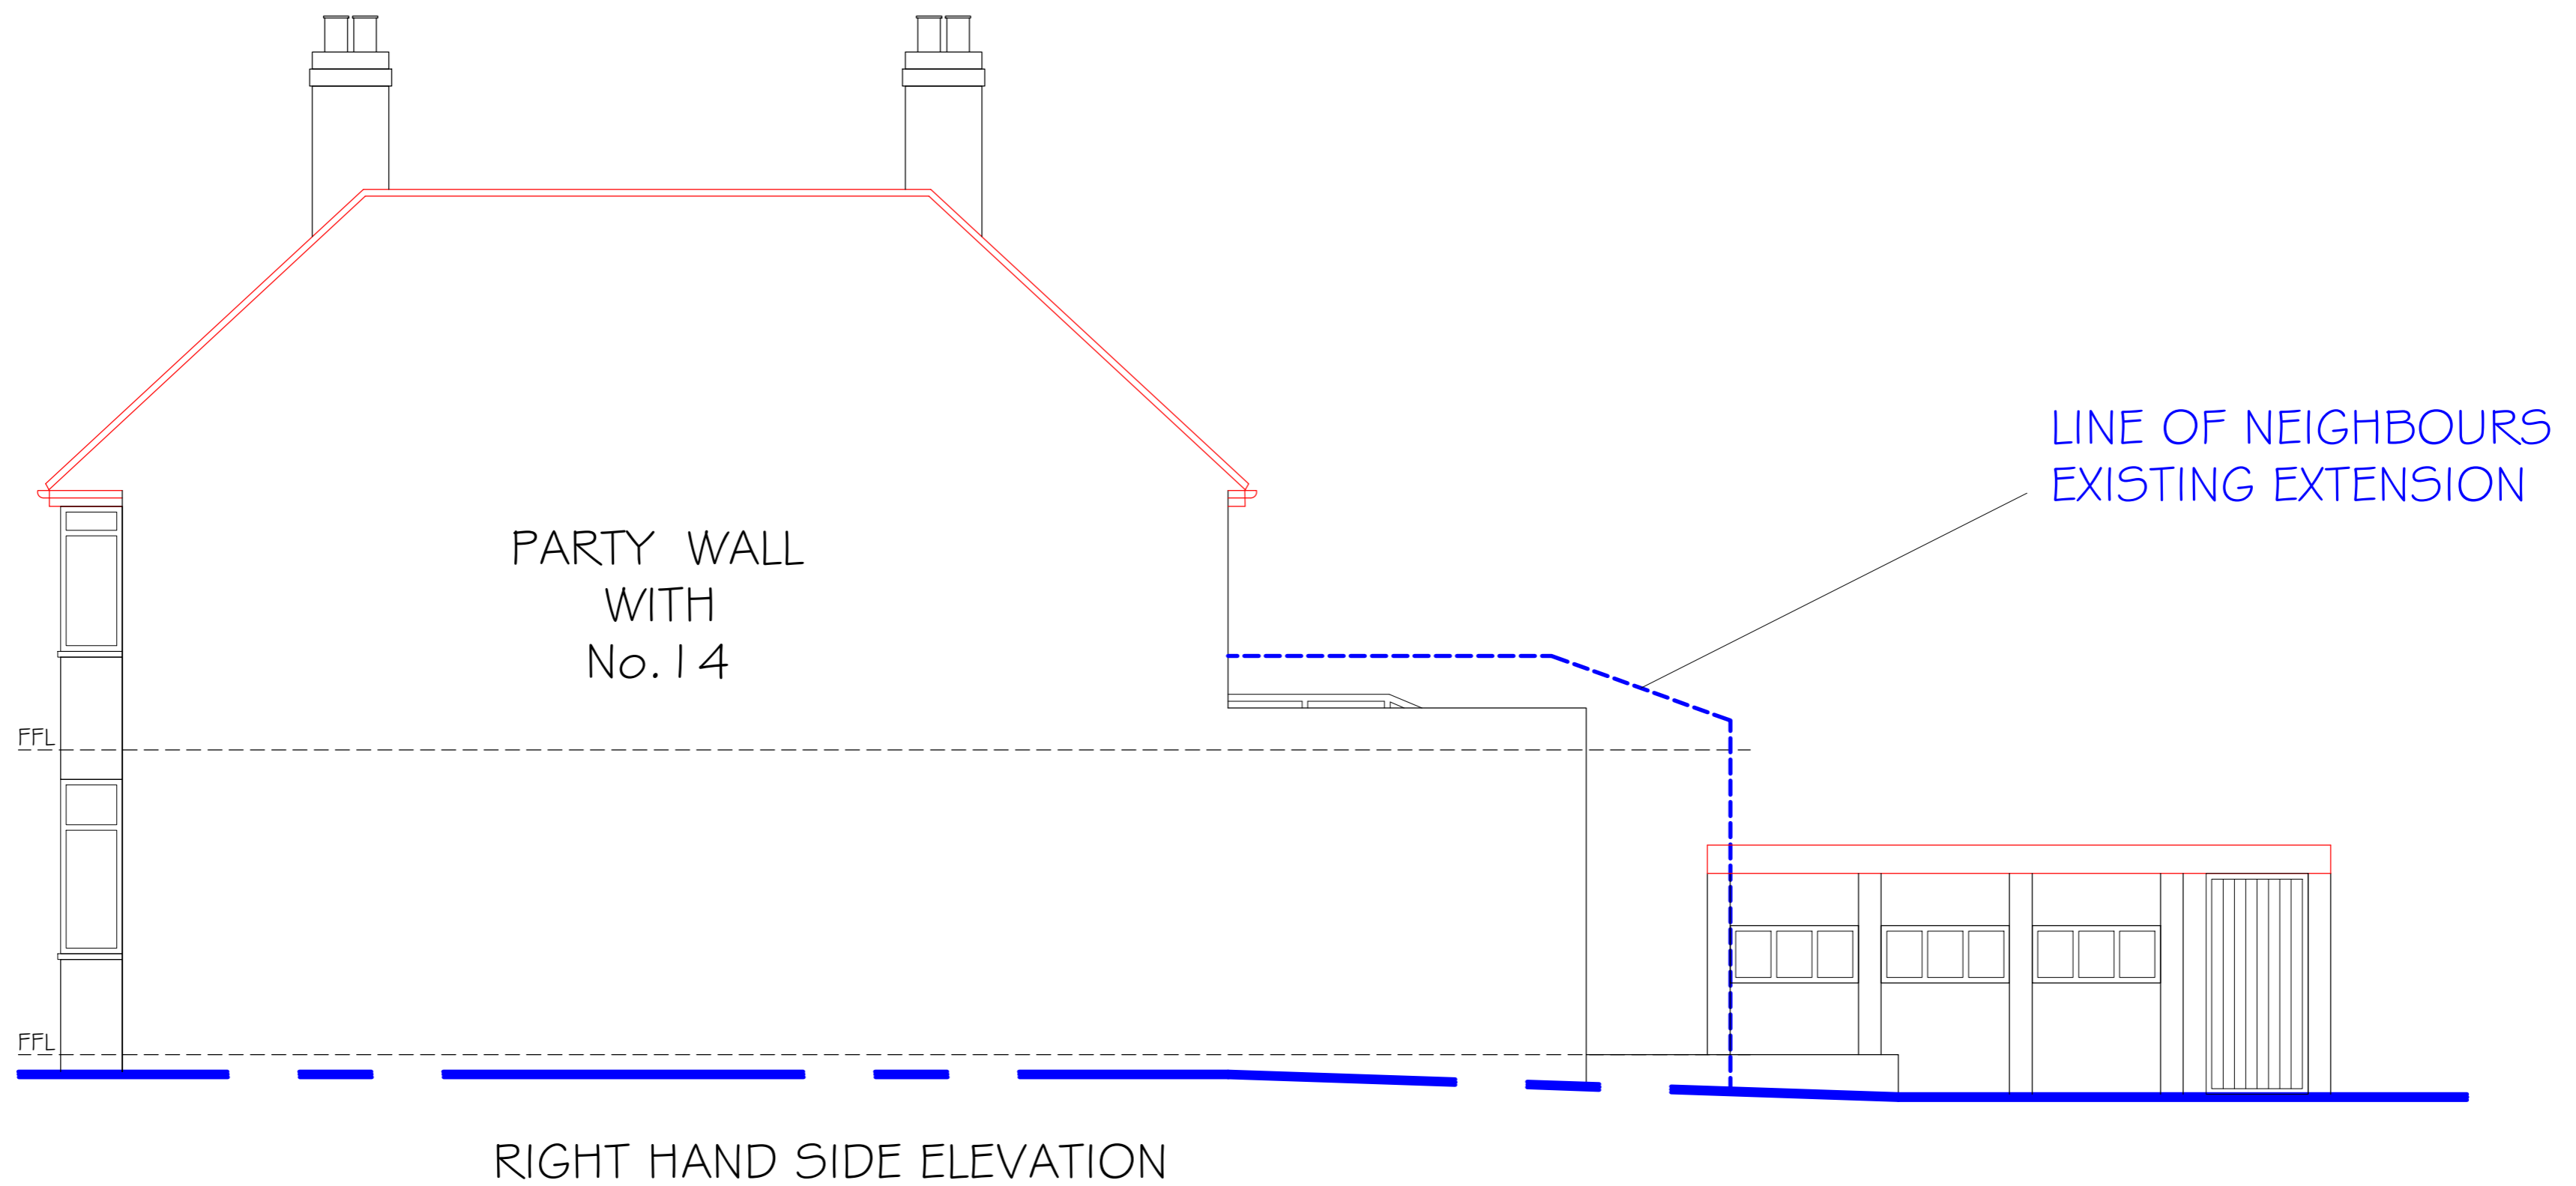 LINE OF NEIGHBOURS
EXISTING EXTENSION
PARTY WALL
WITH
No.14
FFL
FFL
RIGHT HAND SIDE ELEVATION